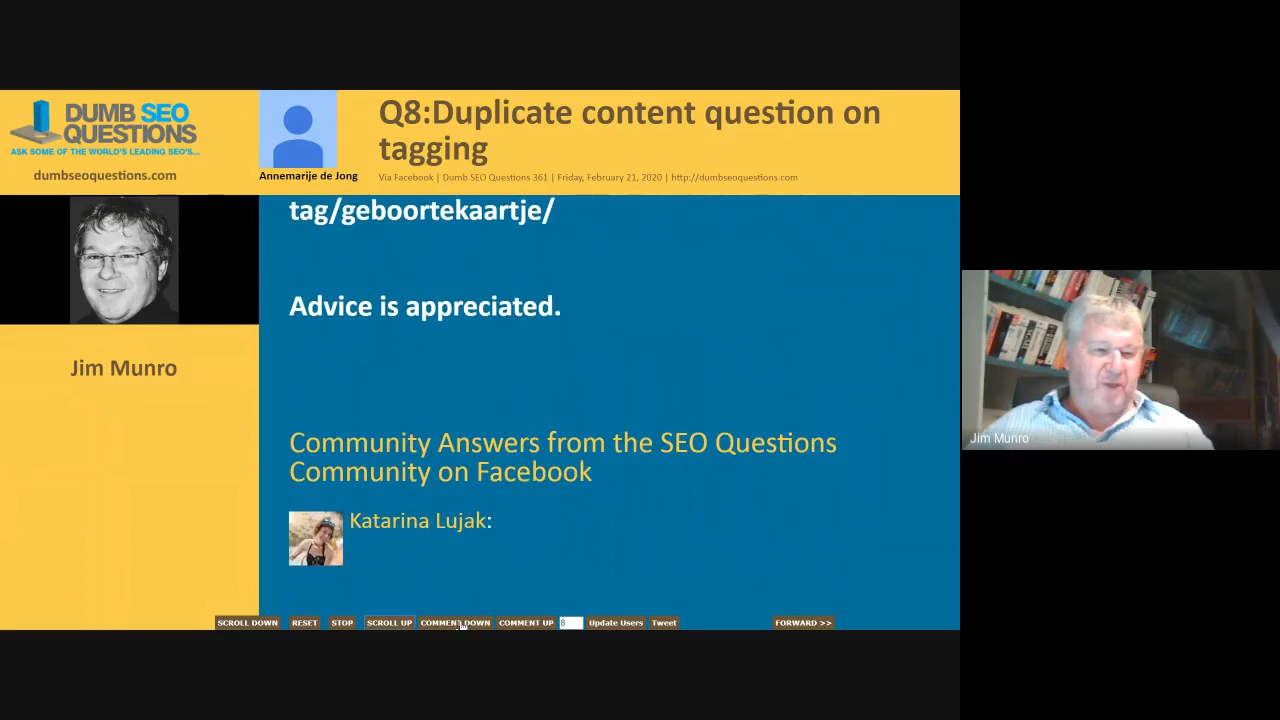 DUMB SEO
QUESTIONS
ASK SOME OF THE WORLD'S LEADING SEO'S...
dumbseoquestions.com
Annemarije de Jong
Q8:Duplicate content question on
tagging
Via Facebook | Dumb SEO Questions 361 | Friday, February 21, 2020 | http://dumbseoquestions.com
Jim Munro
tag/geboortekaartje/
Advice is appreciated.
Community Answers from the SEO Questions
Community on Facebook
Katarina Lujak:
SCROLL DOWN RESET STOP SCROLL UP COMMENT DOWN COMMENT UP 8 Update Users Tweet FORWARD >>
Jim Munro